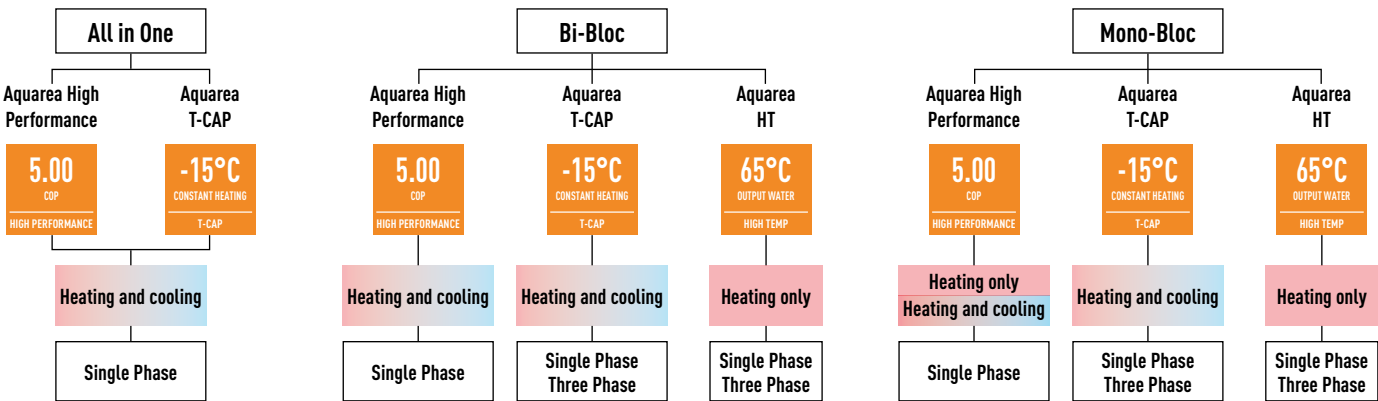 All in One
Aquarea High
Performance
Aquarea
T-CAP
5.00
COP
HIGH PERFORMANCE
-15°C
CONSTANT HEATING
T-CAP
Heating and cooling
Single Phase
Bi-Bloc
Aquarea High
Performance
Aquarea
T-CAP
Aquarea
HT
5.00
COP
HIGH PERFORMANCE
-15°C
CONSTANT HEATING
T-CAP
65°C
OUTPUT WATER
HIGH TEMP
Heating and cooling
Heating and cooling
Heating only
Single Phase
Single Phase
Three Phase
Single Phase
Three Phase
Mono-Bloc
Aquarea High
Performance
Aquarea
T-CAP
Aquarea
HT
5.00
COP
HIGH PERFORMANCE
-15°C
CONSTANT HEATING
T-CAP
65°C
OUTPUT WATER
HIGH TEMP
Heating only
Heating and cooling
Heating and cooling
Heating only
Single Phase
Single Phase
Three Phase
Single Phase
Three Phase